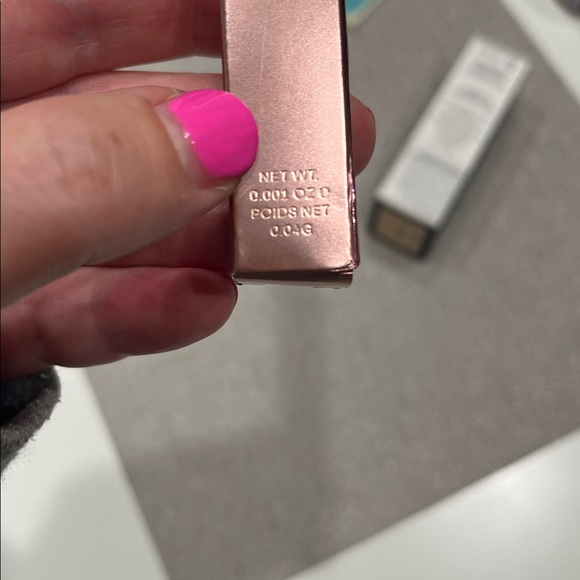 NET WT.
0.001 OZ
POIDS NET
0.04G